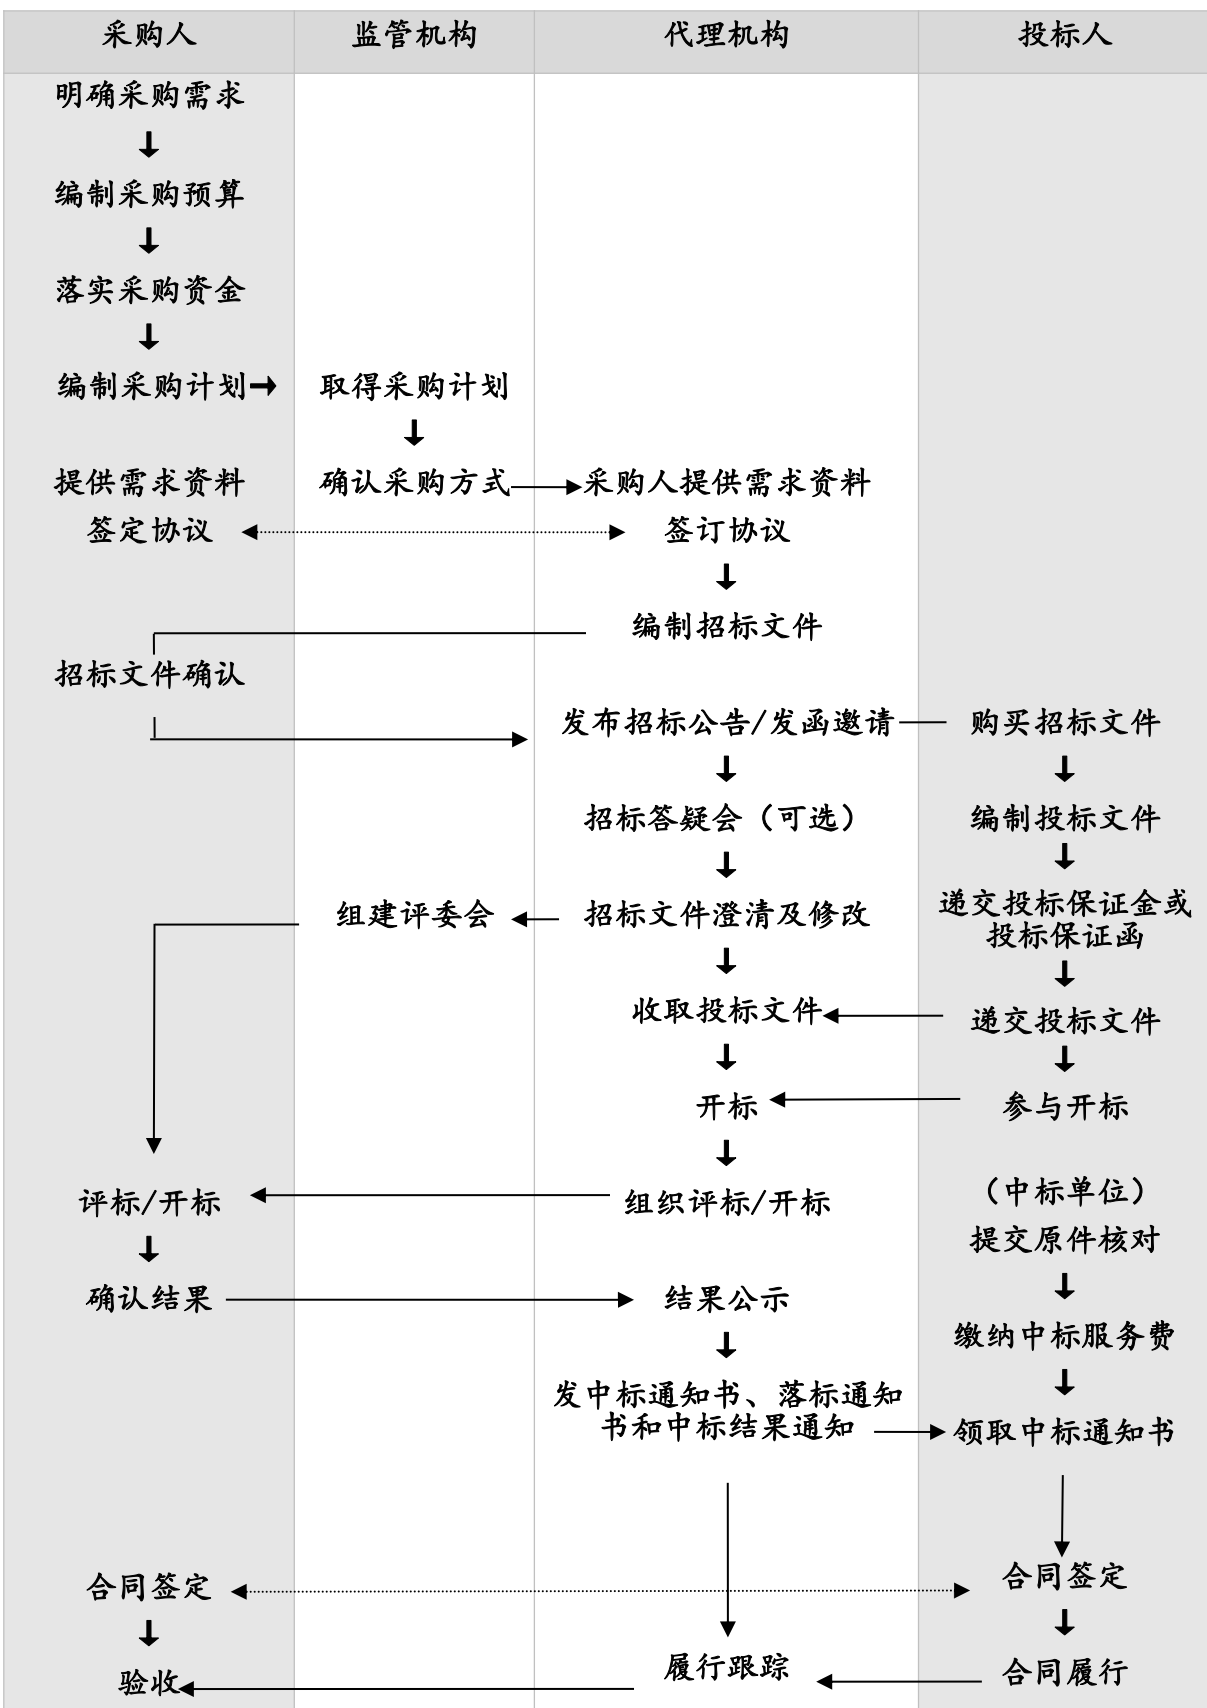 采购人 监管机构 代理机构 投标人
明确采购需求
编制采购预算
落实采购资金
编制采购计划 取得采购计划
提供需求资料 确认采购方式 采购人提供需求资料
签定协议 签订协议
编制招标文件
招标文件确认
发布招标公告/发函邀请 购买招标文件
招标答疑会（可选） 编制投标文件
组建评委会 招标文件澄清及修改 递交投标保证金或
投标保证函
收取投标文件 递交投标文件
开标 参与开标
评标/开标 组织评标/开标 （中标单位）
提交原件核对
确认结果 结果公示
缴纳中标服务费
发中标通知书、落标通知
书和中标结果通知 领取中标通知书
合同签定 合同签定
验收 履行跟踪 合同履行